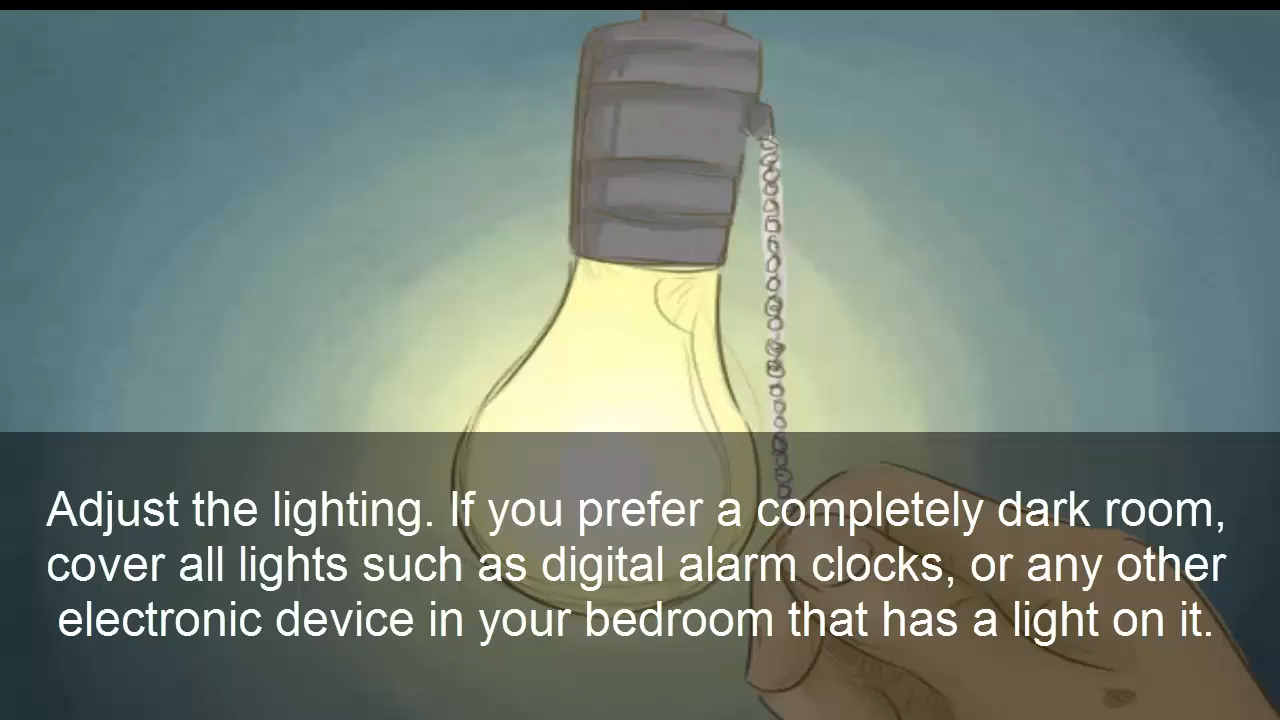 Adjust the lighting. If you prefer a completely dark room,
cover all lights such as digital alarm clocks, or any other
electronic device in your bedroom that has a light on it.